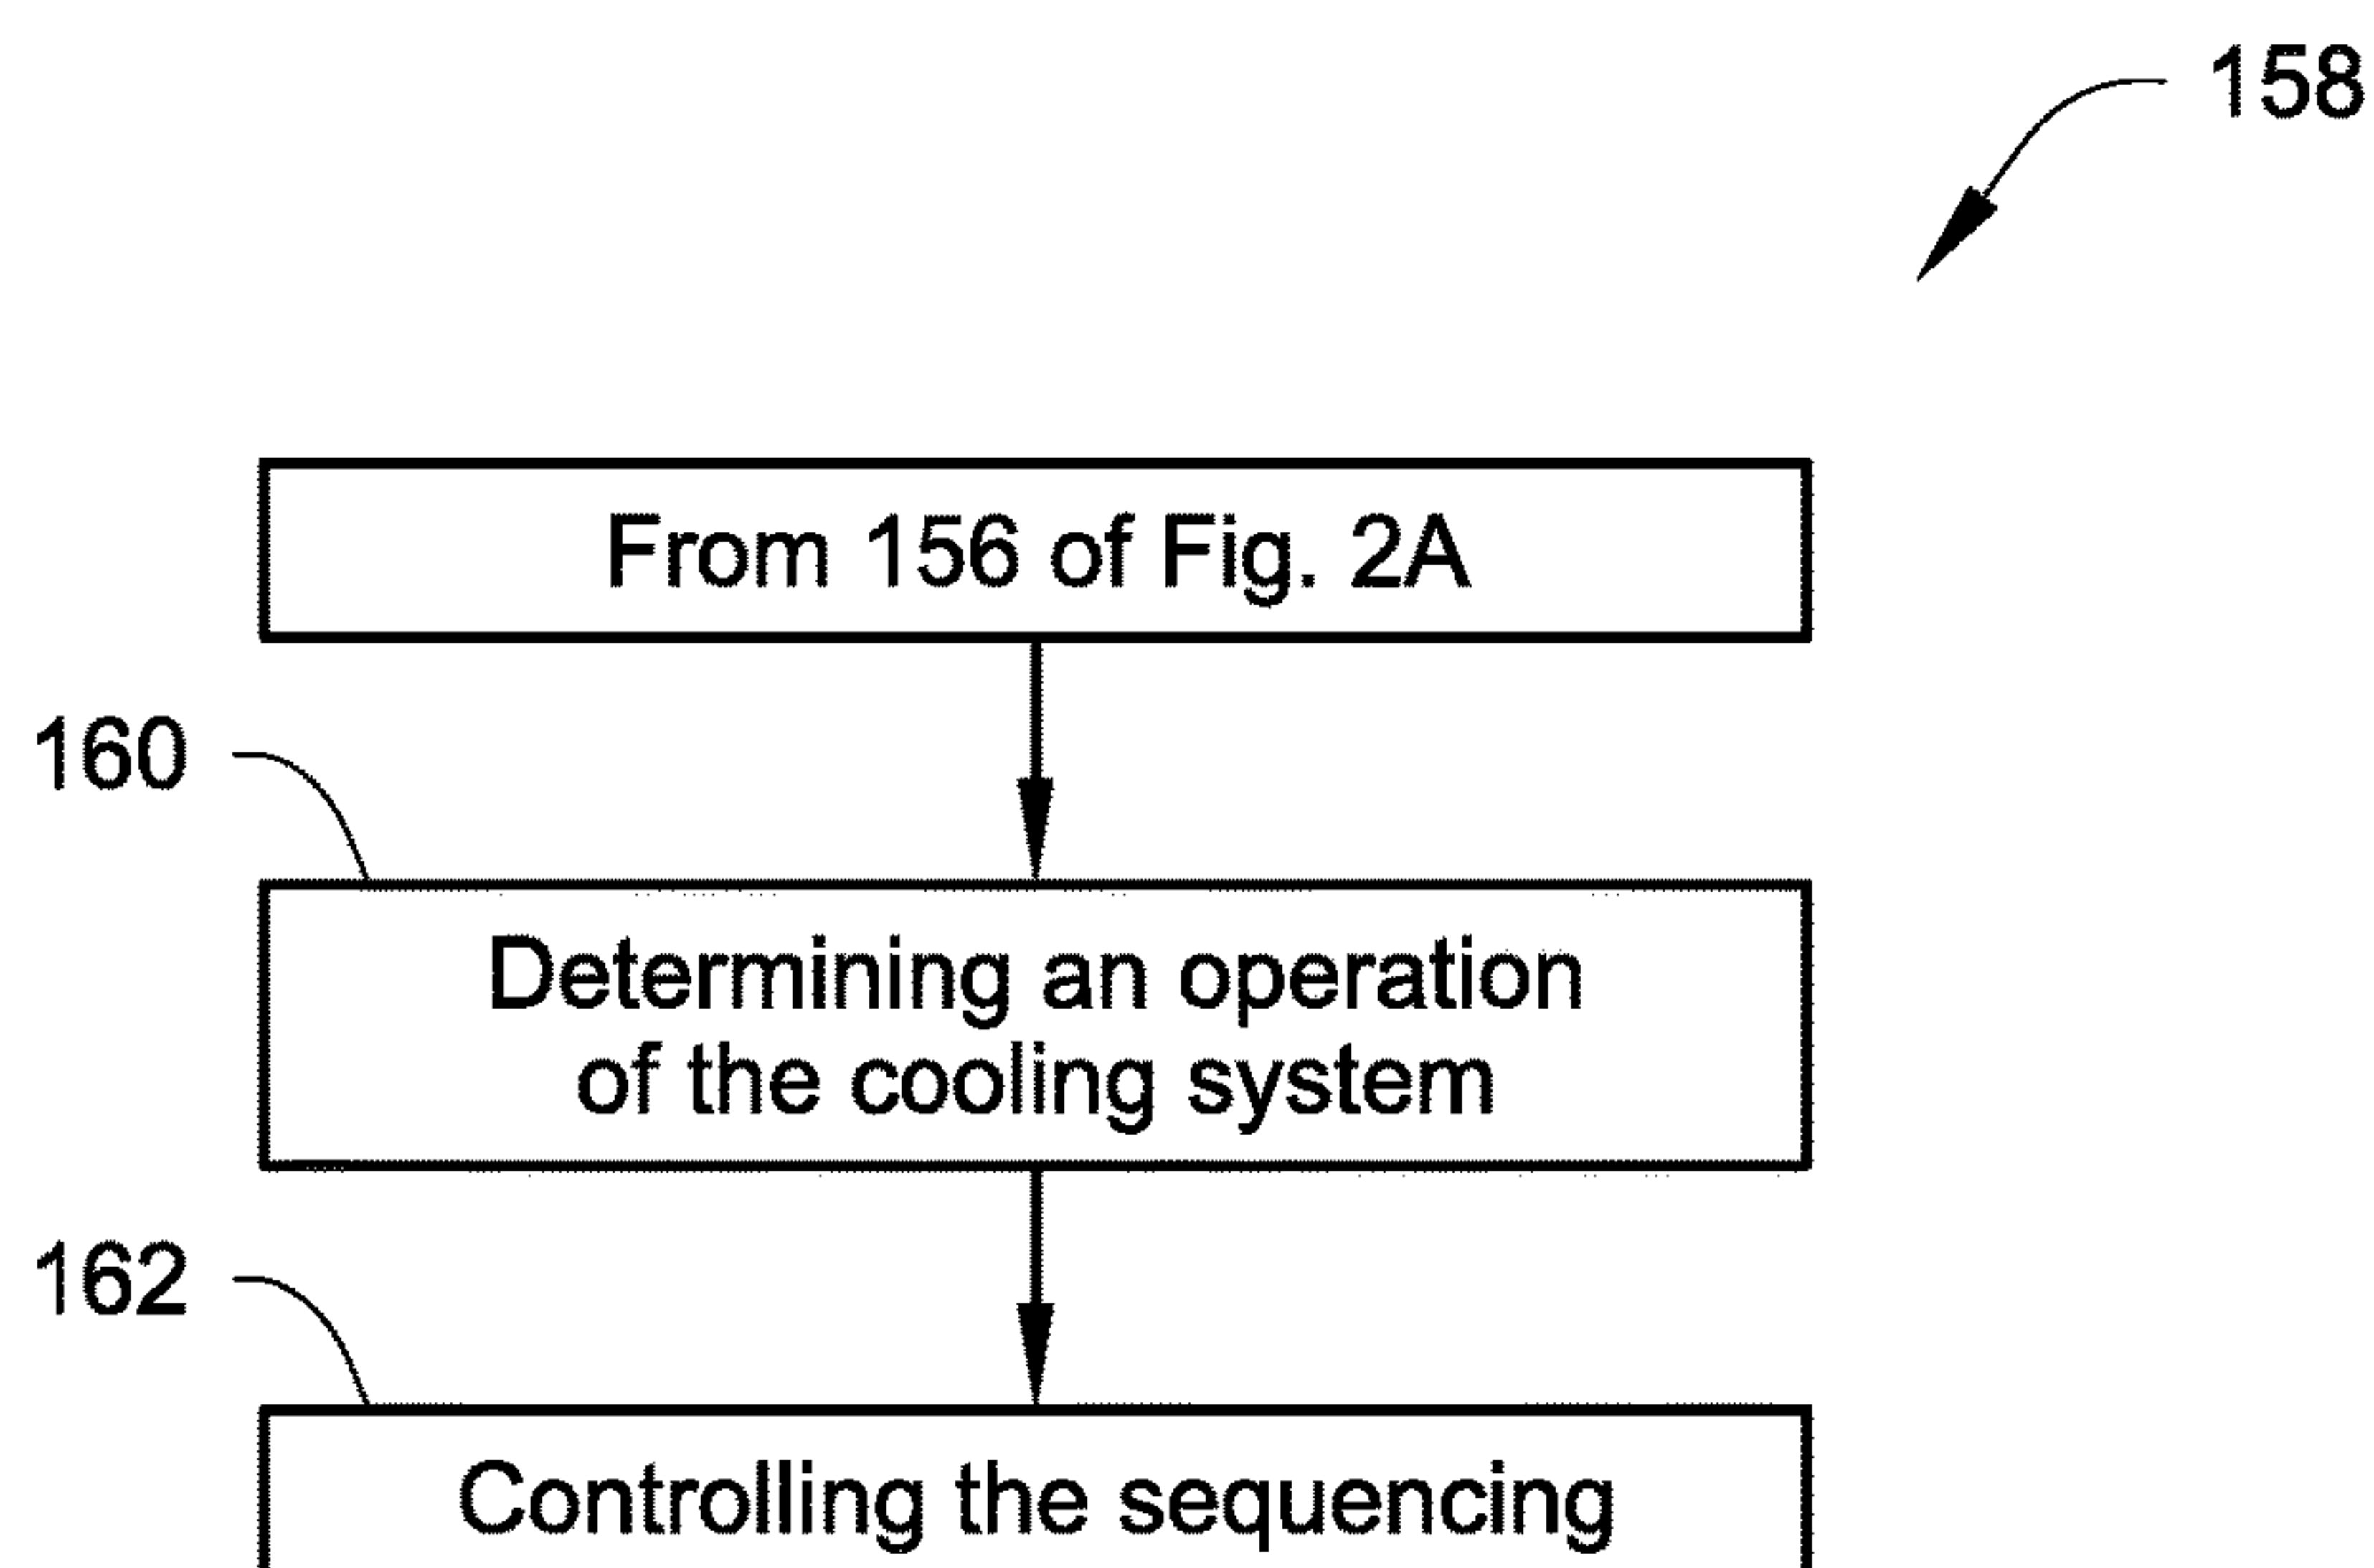 158
From 156 of Fig. 2A
160
Determining an operation
of the cooling system
162
Controlling the sequencing